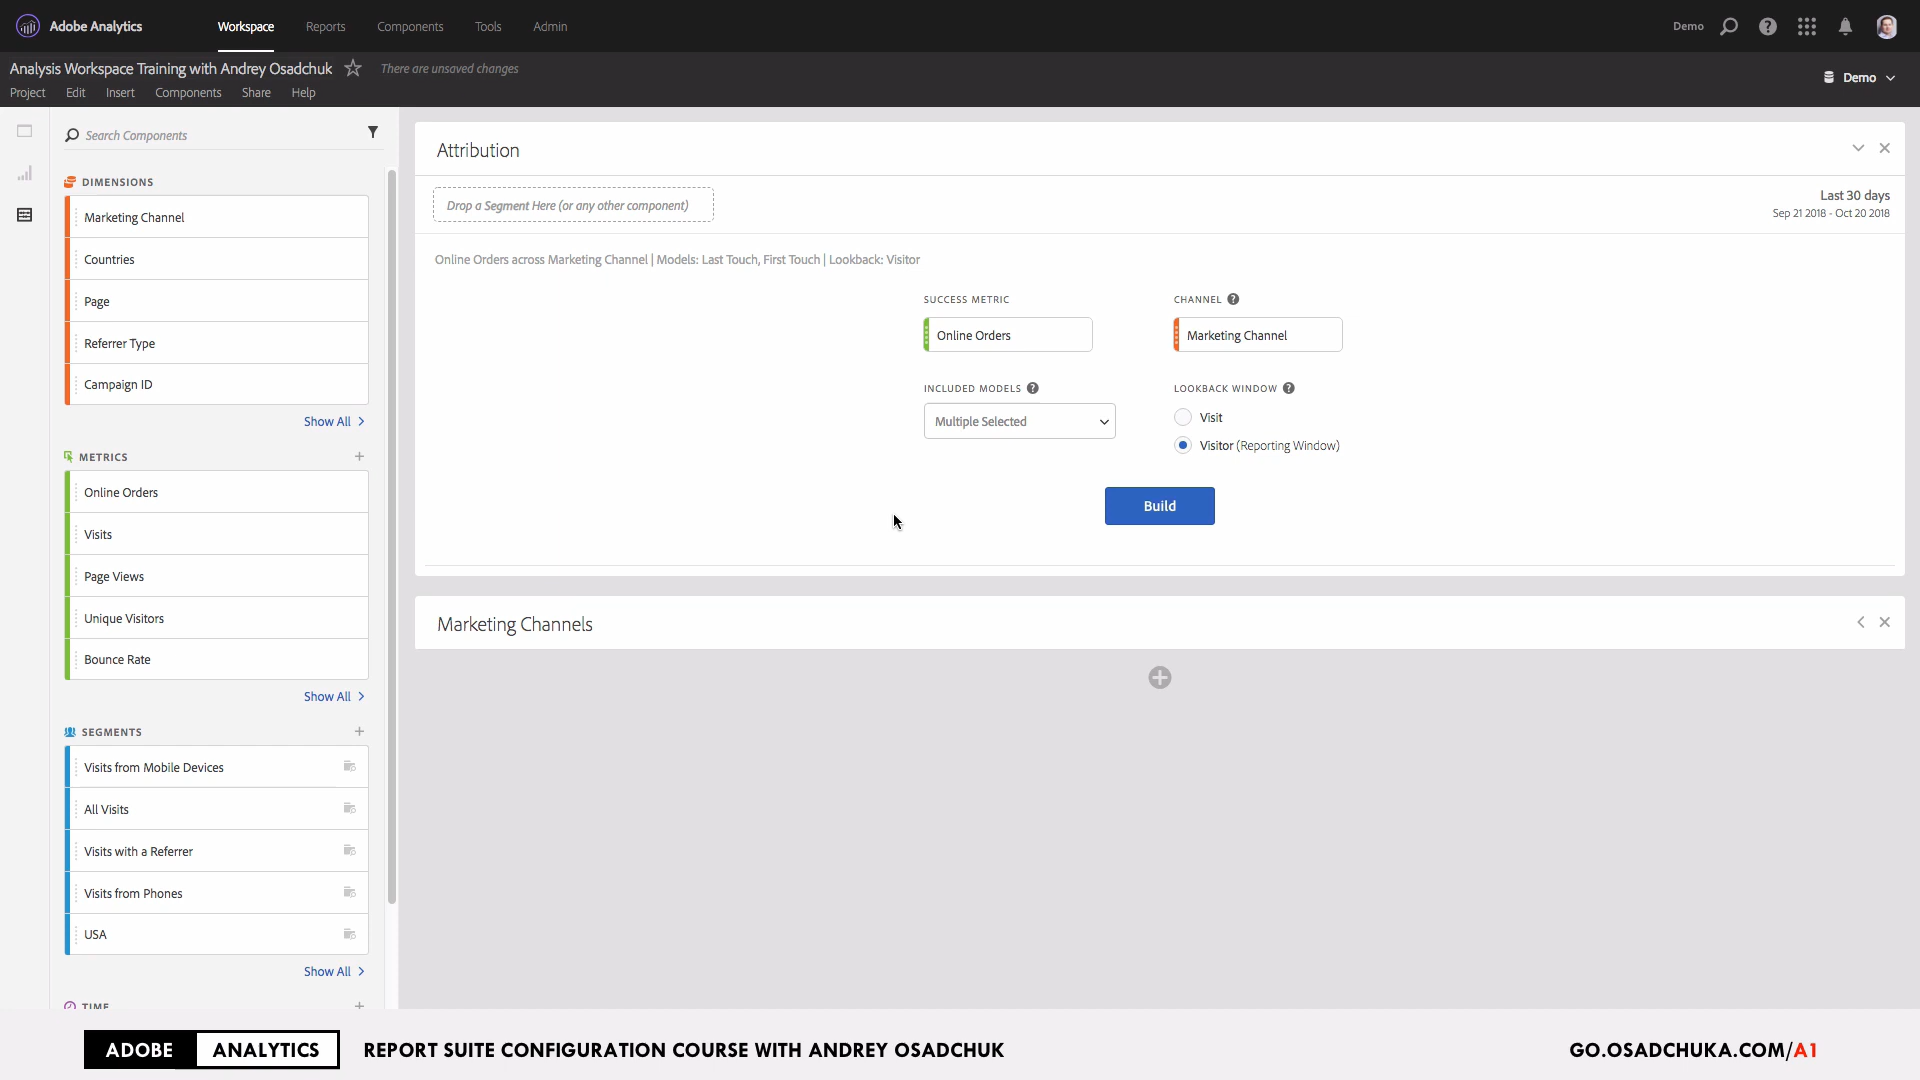 Adobe Analytics
Workspace
Reports
Components
Tools
Admin
Demo
Analysis Workspace Training with Andrey Osadchuk
There are unsaved changes
Demo
Project
Edit
Insert
Components
Share
Help
Search Components
DIMENSIONS
Marketing Channel
Countries
Page
Referrer Type
Campaign ID
Show All
METRICS
Online Orders
Visits
Page Views
Unique Visitors
Bounce Rate
Show All
SEGMENTS
Visits from Mobile Devices
All Visits
Visits with a Referrer
Visits from Phones
USA
Show All
TIME
Attribution
Drop a Segment Here (or any other component)
Last 30 days
Sep 21 2018 - Oct 20 2018
Online Orders across Marketing Channel | Models: Last Touch, First Touch | Lookback: Visitor
SUCCESS METRIC
Online Orders
CHANNEL ?
Marketing Channel
INCLUDED MODELS ?
Multiple Selected
LOOKBACK WINDOW ?
Visit
Visitor (Reporting Window)
Build
Marketing Channels
ADOBE ANALYTICS REPORT SUITE CONFIGURATION COURSE WITH ANDREY OSADCHUK
GO.OSADCHUKA.COM/A1